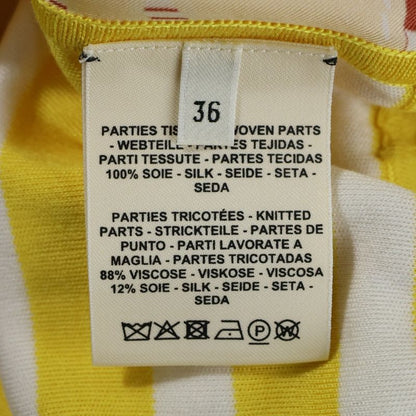 36
PARTIES WOVEN PARTS
- WEBTEILE - PARTES TEJIDAS -
PARTI TESSUTE - PARTES TECIDAS
100% SOIE - SILK - SEIDE - SETA -
SEDA
PARTIES TRICOTÉES - KNITTED
PARTS - STRICKTEILE - PARTES DE
PUNTO - PARTI LAVORATE A
MAGLIA - PARTES TRICOTADAS
88% VISCOSE - VISKOSE - VISCOSA
12% SOIE - SILK - SEIDE - SETA -
SEDA
P W